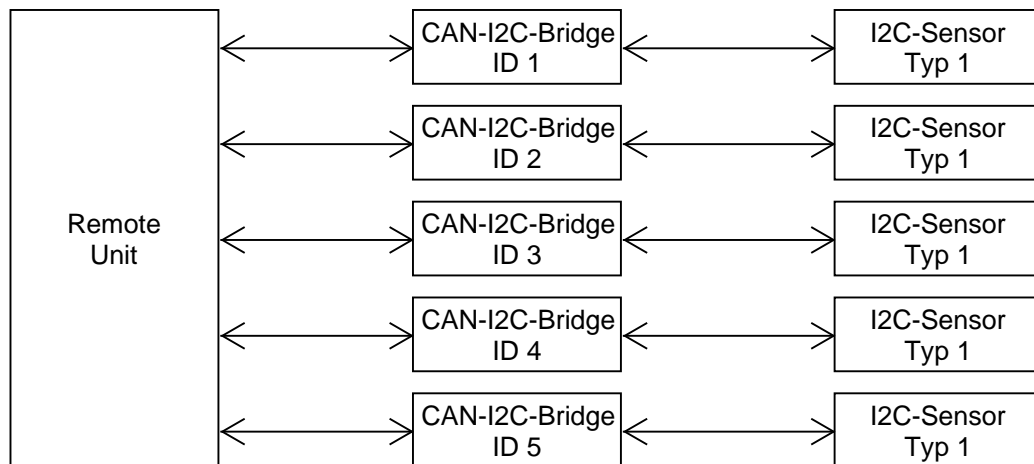 Remote
Unit
CAN-I2C-Bridge
ID 1
I2C-Sensor
Typ 1
CAN-I2C-Bridge
ID 2
I2C-Sensor
Typ 1
CAN-I2C-Bridge
ID 3
I2C-Sensor
Typ 1
CAN-I2C-Bridge
ID 4
I2C-Sensor
Typ 1
CAN-I2C-Bridge
ID 5
I2C-Sensor
Typ 1